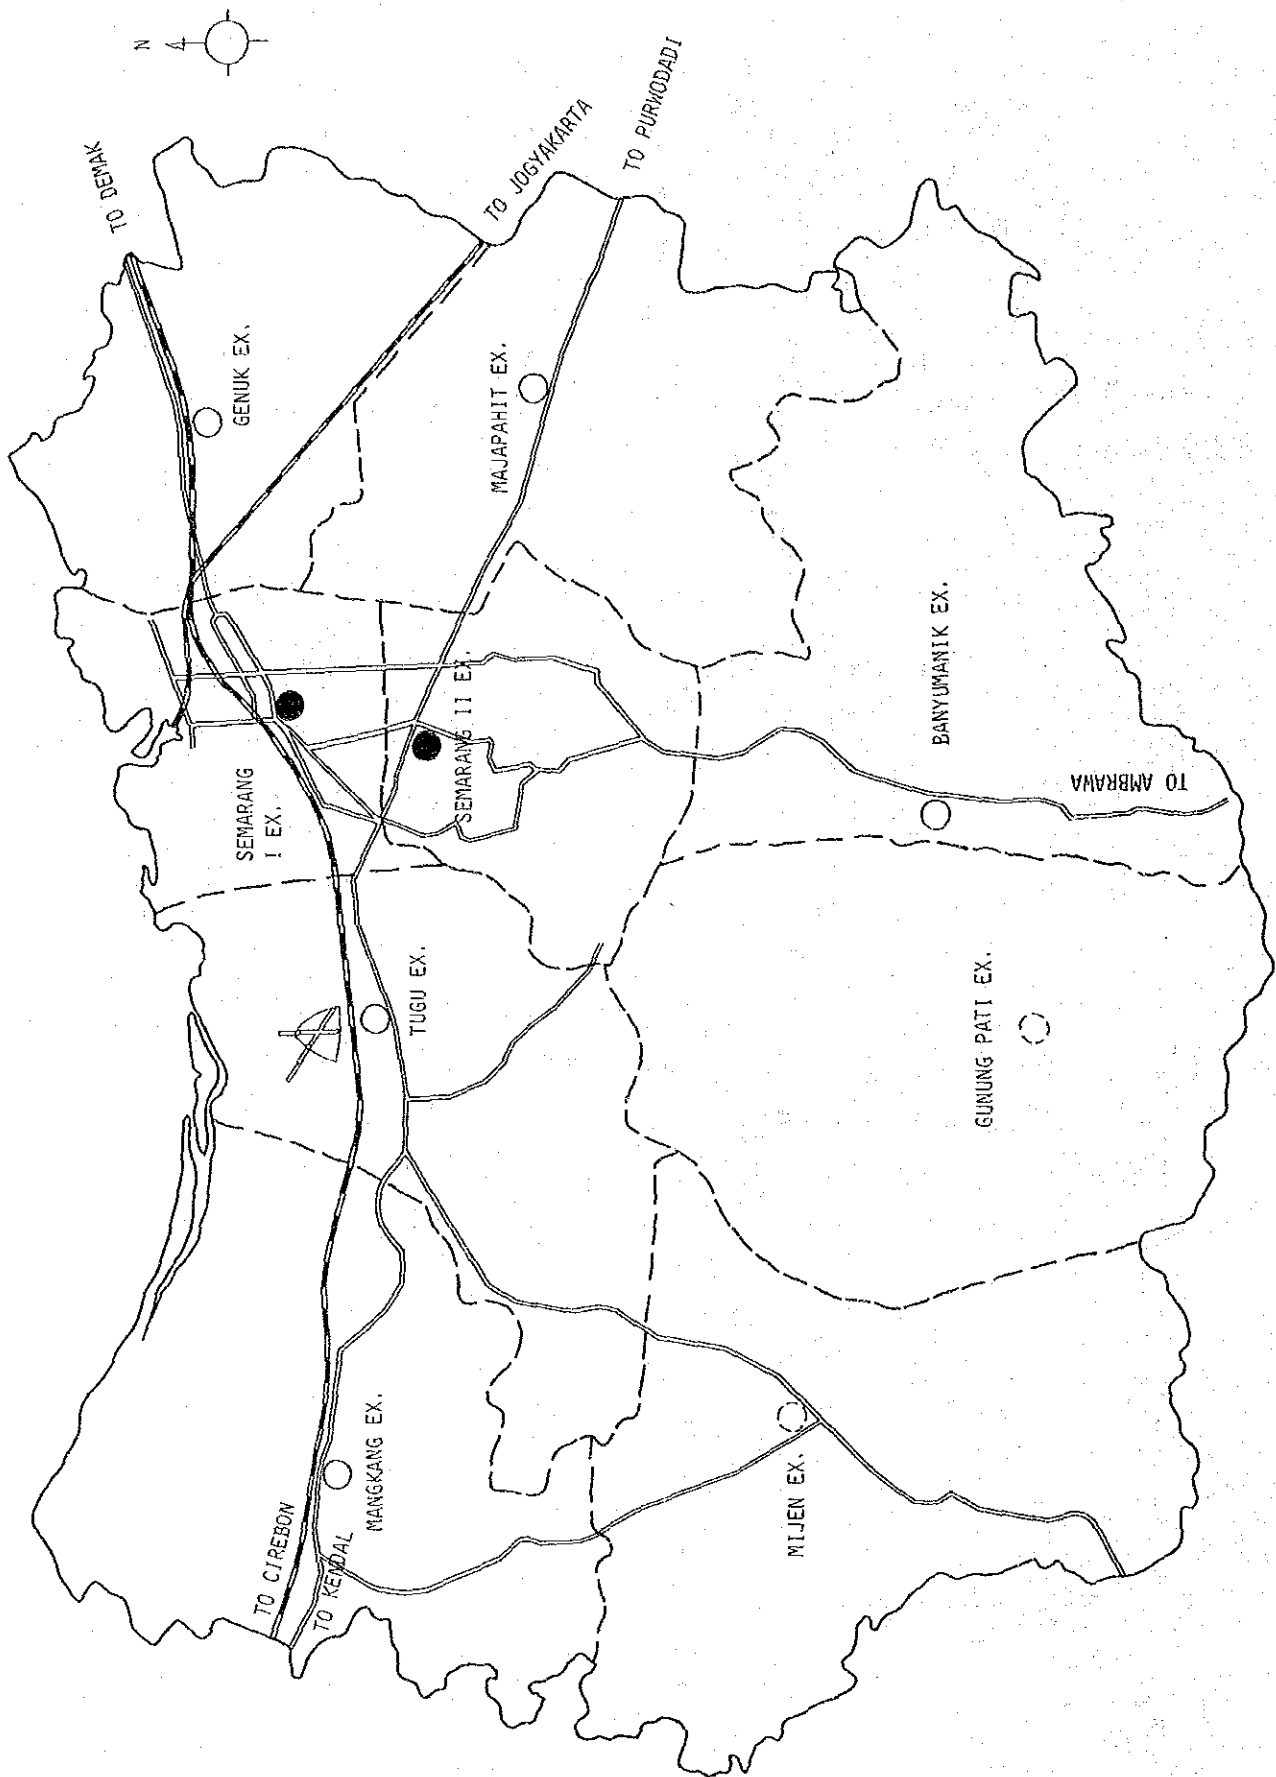 N
TO DEMAK
TO JOGYAKARTA
TO PURWODADI
GENUK EX.
MAJAPAHIT EX.
SEMARANG
I EX.
SEMARANG II EX.
BANYUMANIK EX.
TO AMBRAWA
TUGU EX.
GUNUNG PATI EX.
MANGKANG EX.
MIJEN EX.
TO CIREBON
TO KENDAL